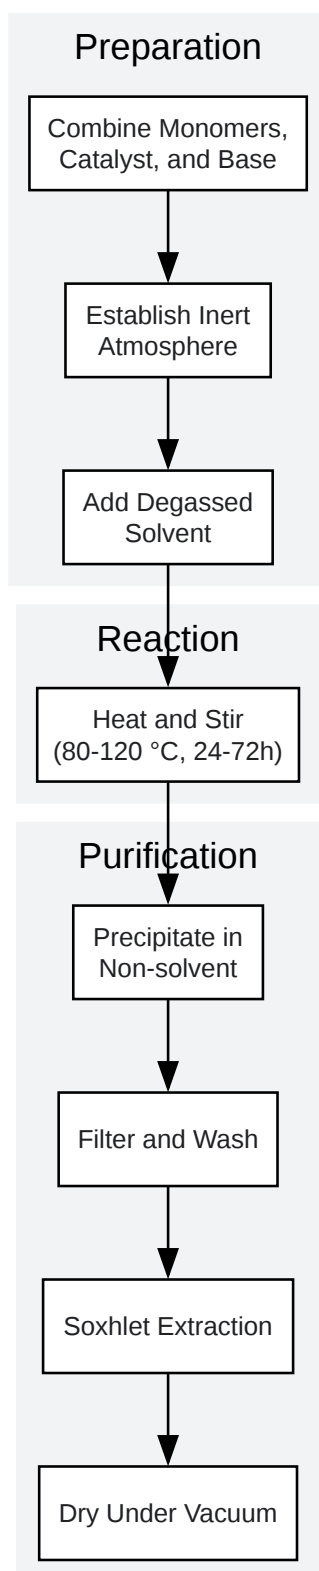 Preparation
Combine Monomers,
Catalyst, and Base
Establish Inert
Atmosphere
Add Degassed
Solvent
Reaction
Heat and Stir
(80-120 °C, 24-72h)
Purification
Precipitate in
Non-solvent
Filter and Wash
Soxhlet Extraction
Dry Under Vacuum